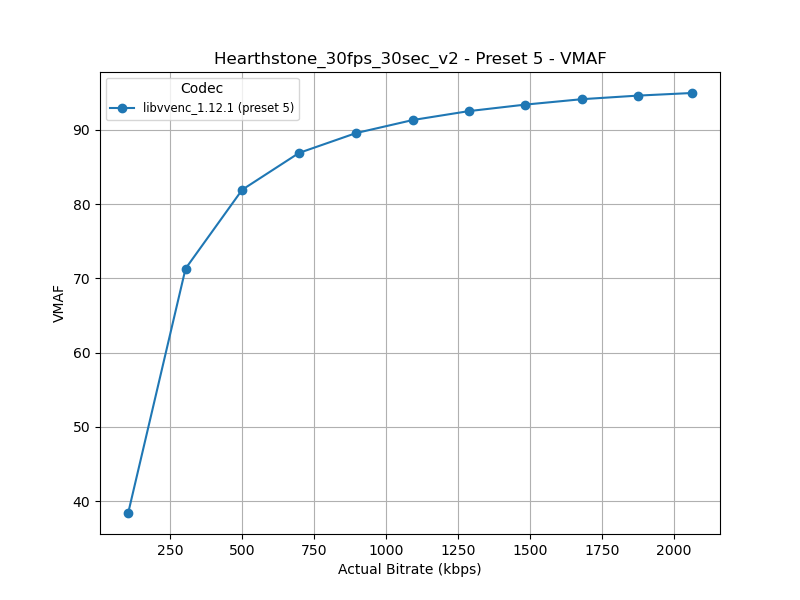 Hearthstone_30fps_30sec_v2 - Preset 5 - VMAF
Codec
libvvenc_1.12.1 (preset 5)
VMAF
90
80
70
60
50
40
250 500 750 1000 1250 1500 1750 2000
Actual Bitrate (kbps)